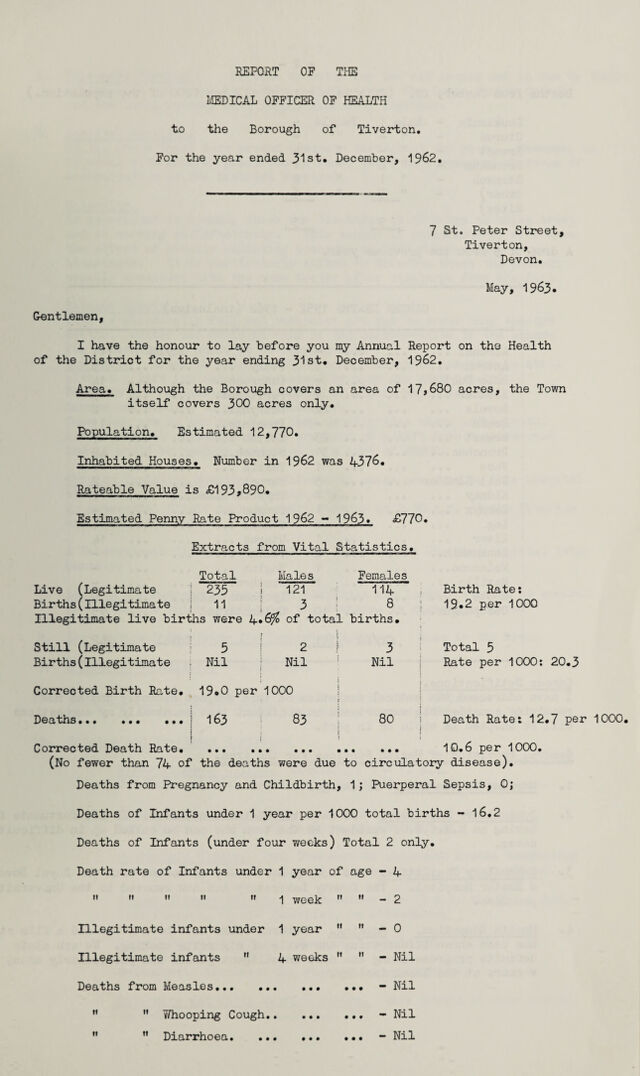 REPORT OF THE
MEDICAL OFFICER OF HEALTH
to the Borough of Tiverton.
For the year ended 31st. December, 1962.
7 St. Peter Street,
Tiverton,
Devon.
May, 1963.
Gentlemen,
I have the honour to lay before you my Annual Report on the Health
of the District for the year ending 31st. December, 1962.
Area. Although the Borough covers an area of 17,680 acres, the Town
itself covers 300 acres only.
Population. Estimated 12,770.
Inhabited Houses. Number in 1962 was 4376.
Rateable Value is £193,890.
Estimated Penny Rate Product 1962 - 1963. £770.
Extracts from Vital Statistics.
Total Males Females
Live (Legitimate 235 121 114 Birth Rate:
Births(Illegitimate 11 3 8 19.2 per 1000
Illegitimate live births were 4.6% of total births.
Still (Legitimate 5 2 3 Total 5
Births(Illegitimate Nil Nil Nil Rate per 1000: 20.3
Corrected Birth Rate. 19.0 per 1000
Deaths... ... ... 163 83 80 Death Rate: 12.7 per 1000.
Corrected Death Rate. ... ... ... ... ... 10.6 per 1000.
(No fewer than 74 of the deaths were due to circulatory disease).
Deaths from Pregnancy and Childbirth, 1; Puerperal Sepsis, 0;
Deaths of Infants under 1 year per 1000 total births - 16.2
Deaths of Infants (under four weeks) Total 2 only.
Death rate of Infants under 1 year of age - 4
" " " " " 1 week " " - 2
Illegitimate infants under 1 year " " - 0
Illegitimate infants " 4 weeks " " - Nil
Deaths from Measles... ... ... ... - Nil
" " Whooping Cough.. ... ... - Nil
" " Diarrhoea. ... ... ... - Nil